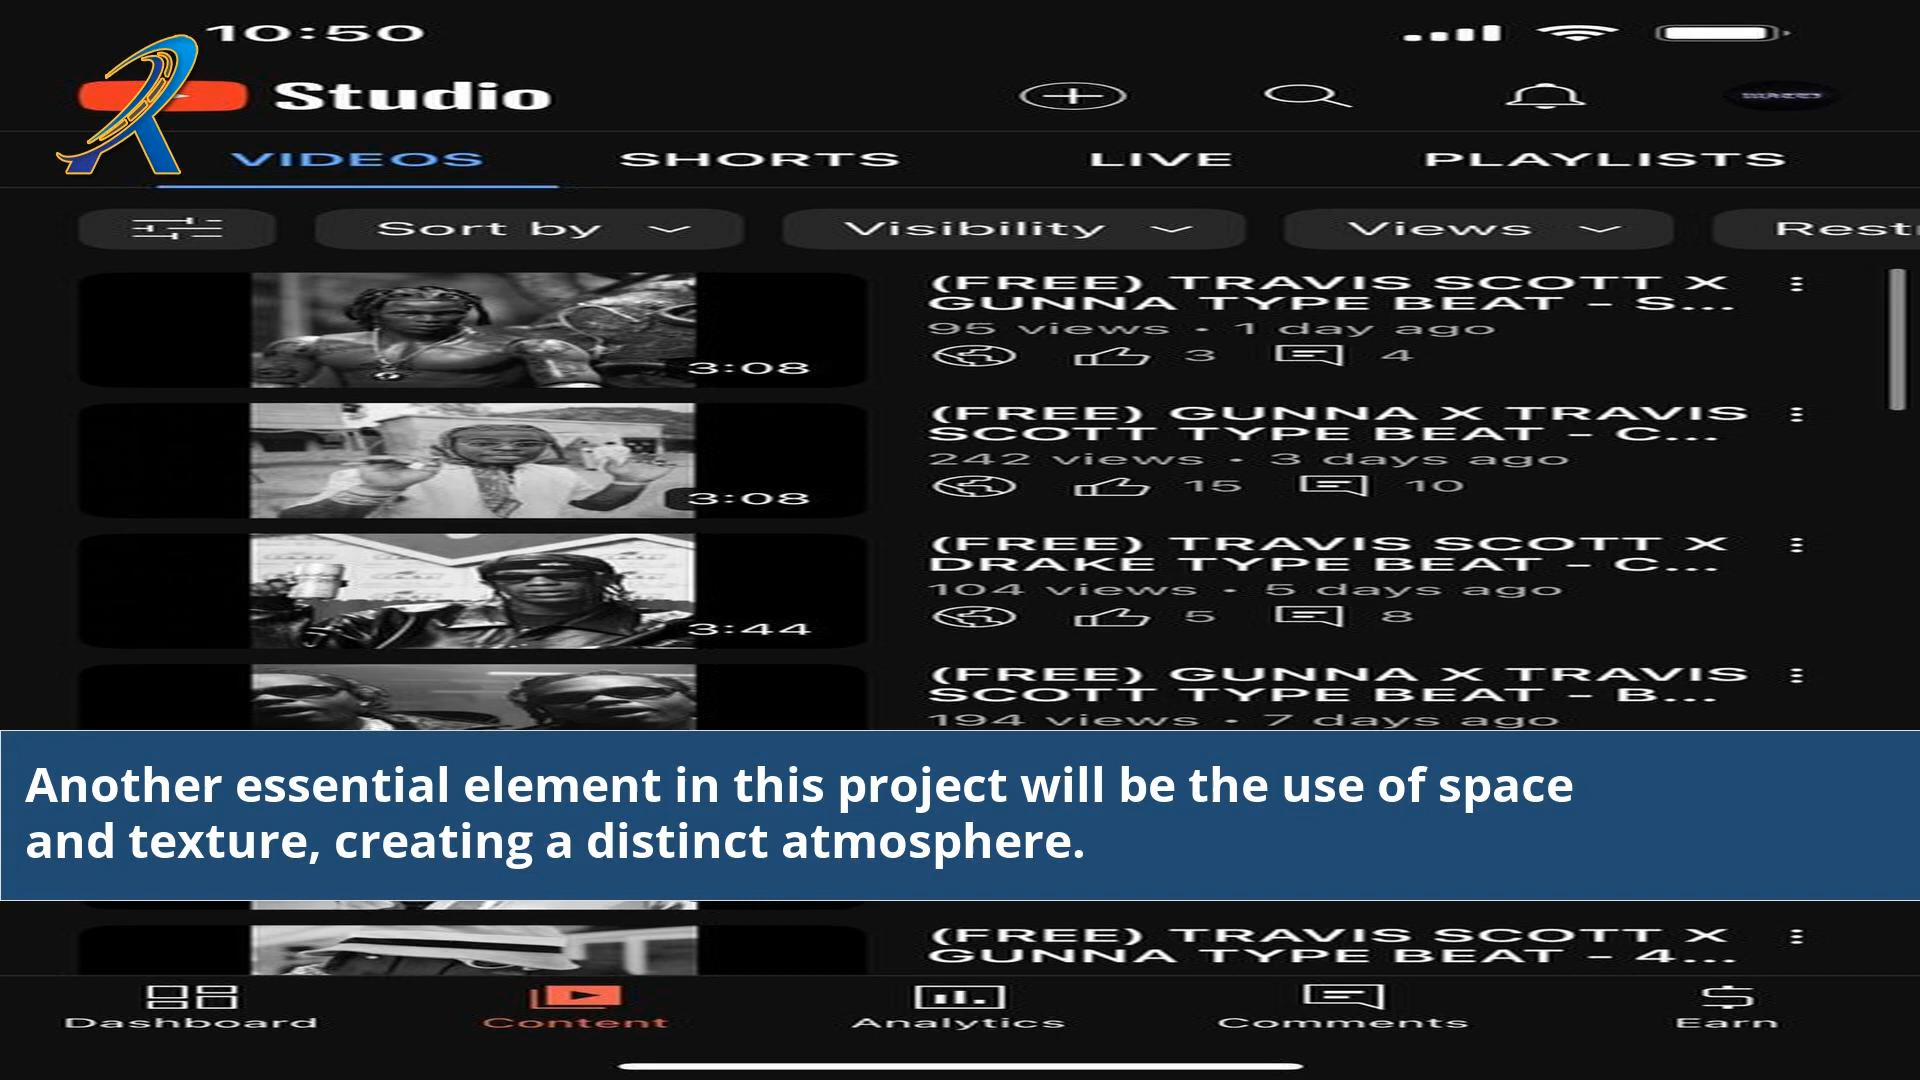 10:50
Studio
VIDEOS SHORTS LIVE PLAYLISTS
Sort by Visibility Views Rest
(FREE) TRAVIS SCOTT X
GUNNA TYPE BEAT - S...
95 views • 1 day ago
3 4
3:08
(FREE) GUNNA X TRAVIS
SCOTT TYPE BEAT - C...
242 views • 3 days ago
15 10
3:08
(FREE) TRAVIS SCOTT X
DRAKE TYPE BEAT - C...
104 views • 5 days ago
5 8
3:44
(FREE) GUNNA X TRAVIS
SCOTT TYPE BEAT - B...
194 views • 7 days ago
Another essential element in this project will be the use of space
and texture, creating a distinct atmosphere.
(FREE) TRAVIS SCOTT X
GUNNA TYPE BEAT - 4...
Dashboard Content Analytics Comments Earn